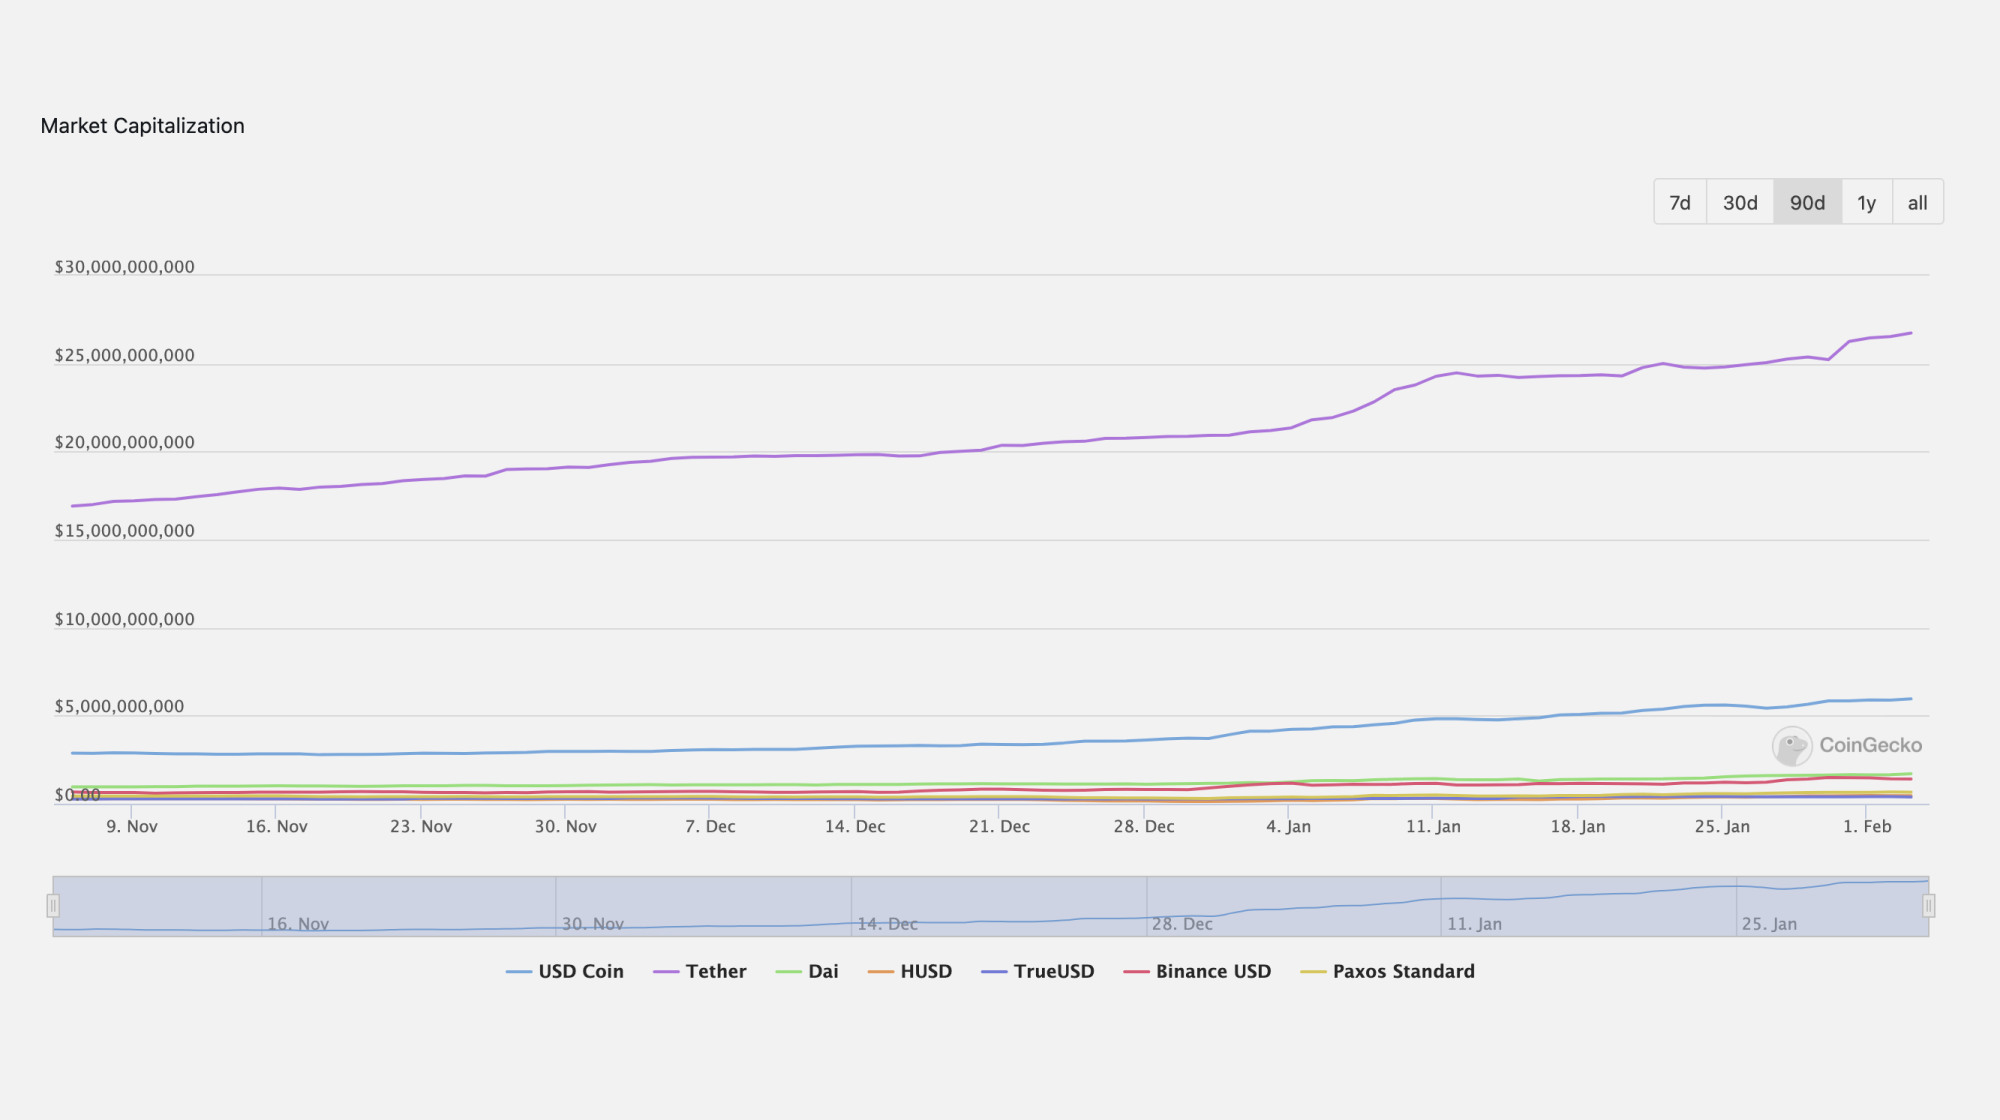 Market Capitalization
7d 30d 90d 1y all
$30,000,000,000
$25,000,000,000
$20,000,000,000
$15,000,000,000
$10,000,000,000
$5,000,000,000
CoinGecko
$0.00
9. Nov 16. Nov 23. Nov 30. Nov 7. Dec 14. Dec 21. Dec 28. Dec 4. Jan 11. Jan 18. Jan 25. Jan 1. Feb
16. Nov 30. Nov 14. Dec 28. Dec 11. Jan 25. Jan
USD Coin Tether Dai HUSD TrueUSD Binance USD Paxos Standard